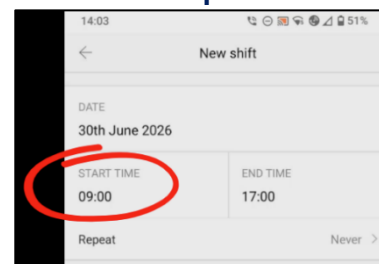 14:03 51%
New shift
DATE
30th June 2026
START TIME END TIME
09:00 17:00
Repeat Never